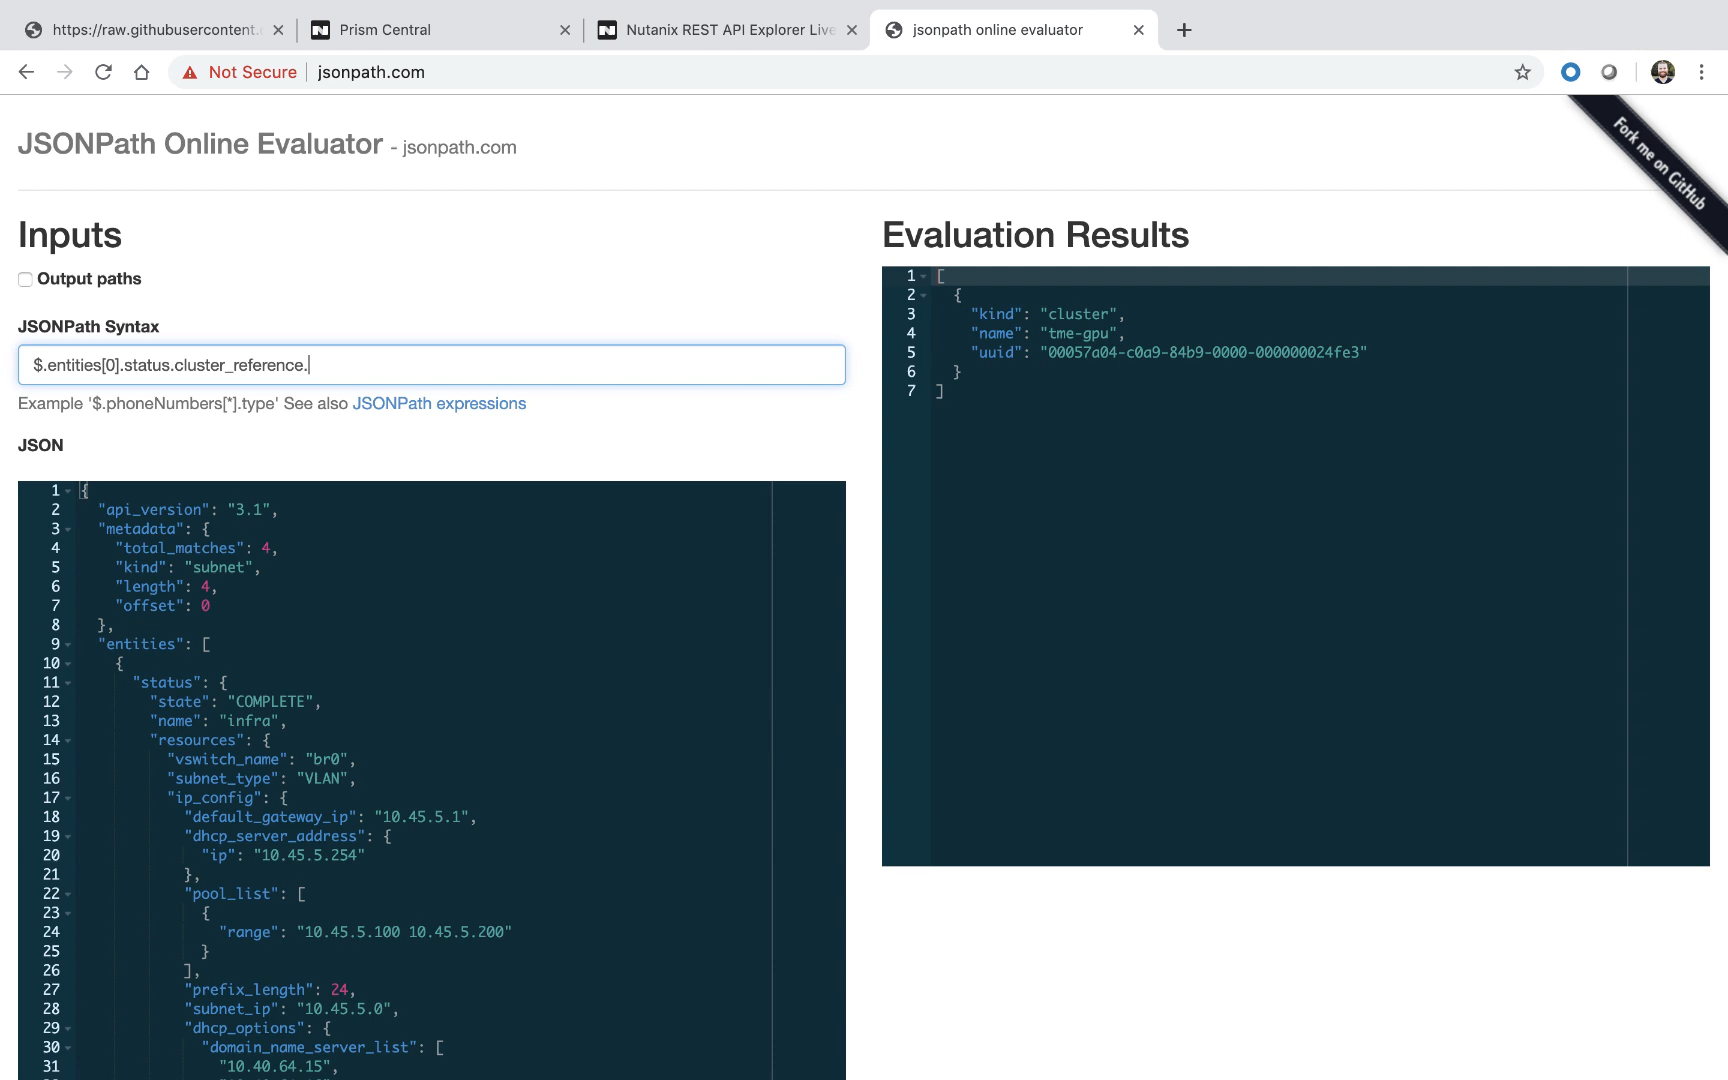 https://raw.githubusercontent.c
Prism Central
Nutanix REST API Explorer Live
jsonpath online evaluator
Not Secure
jsonpath.com
Fork me on GitHub
JSONPath Online Evaluator - jsonpath.com
Inputs
Output paths
JSONPath Syntax
$.entities[0].status.cluster_reference.
Example '$.phoneNumbers[*].type' See also JSONPath expressions
JSON
1 {
2 "api_version": "3.1",
3 "metadata": {
4 "total_matches": 4,
5 "kind": "subnet",
6 "length": 4,
7 "offset": 0
8 },
9 "entities": [
10 {
11 "status": {
12 "state": "COMPLETE",
13 "name": "infra",
14 "resources": {
15 "vswitch_name": "br0",
16 "subnet_type": "VLAN",
17 "ip_config": {
18 "default_gateway_ip": "10.45.5.1",
19 "dhcp_server_address": {
20 "ip": "10.45.5.254"
21 },
22 "pool_list": [
23 {
24 "range": "10.45.5.100 10.45.5.200"
25 }
26 ],
27 "prefix_length": 24,
28 "subnet_ip": "10.45.5.0",
29 "dhcp_options": {
30 "domain_name_server_list": [
31 "10.40.64.15",
Evaluation Results
1 [
2 {
3 "kind": "cluster",
4 "name": "tme-gpu",
5 "uuid": "00057a04-c0a9-84b9-0000-000000024fe3"
6 }
7 ]